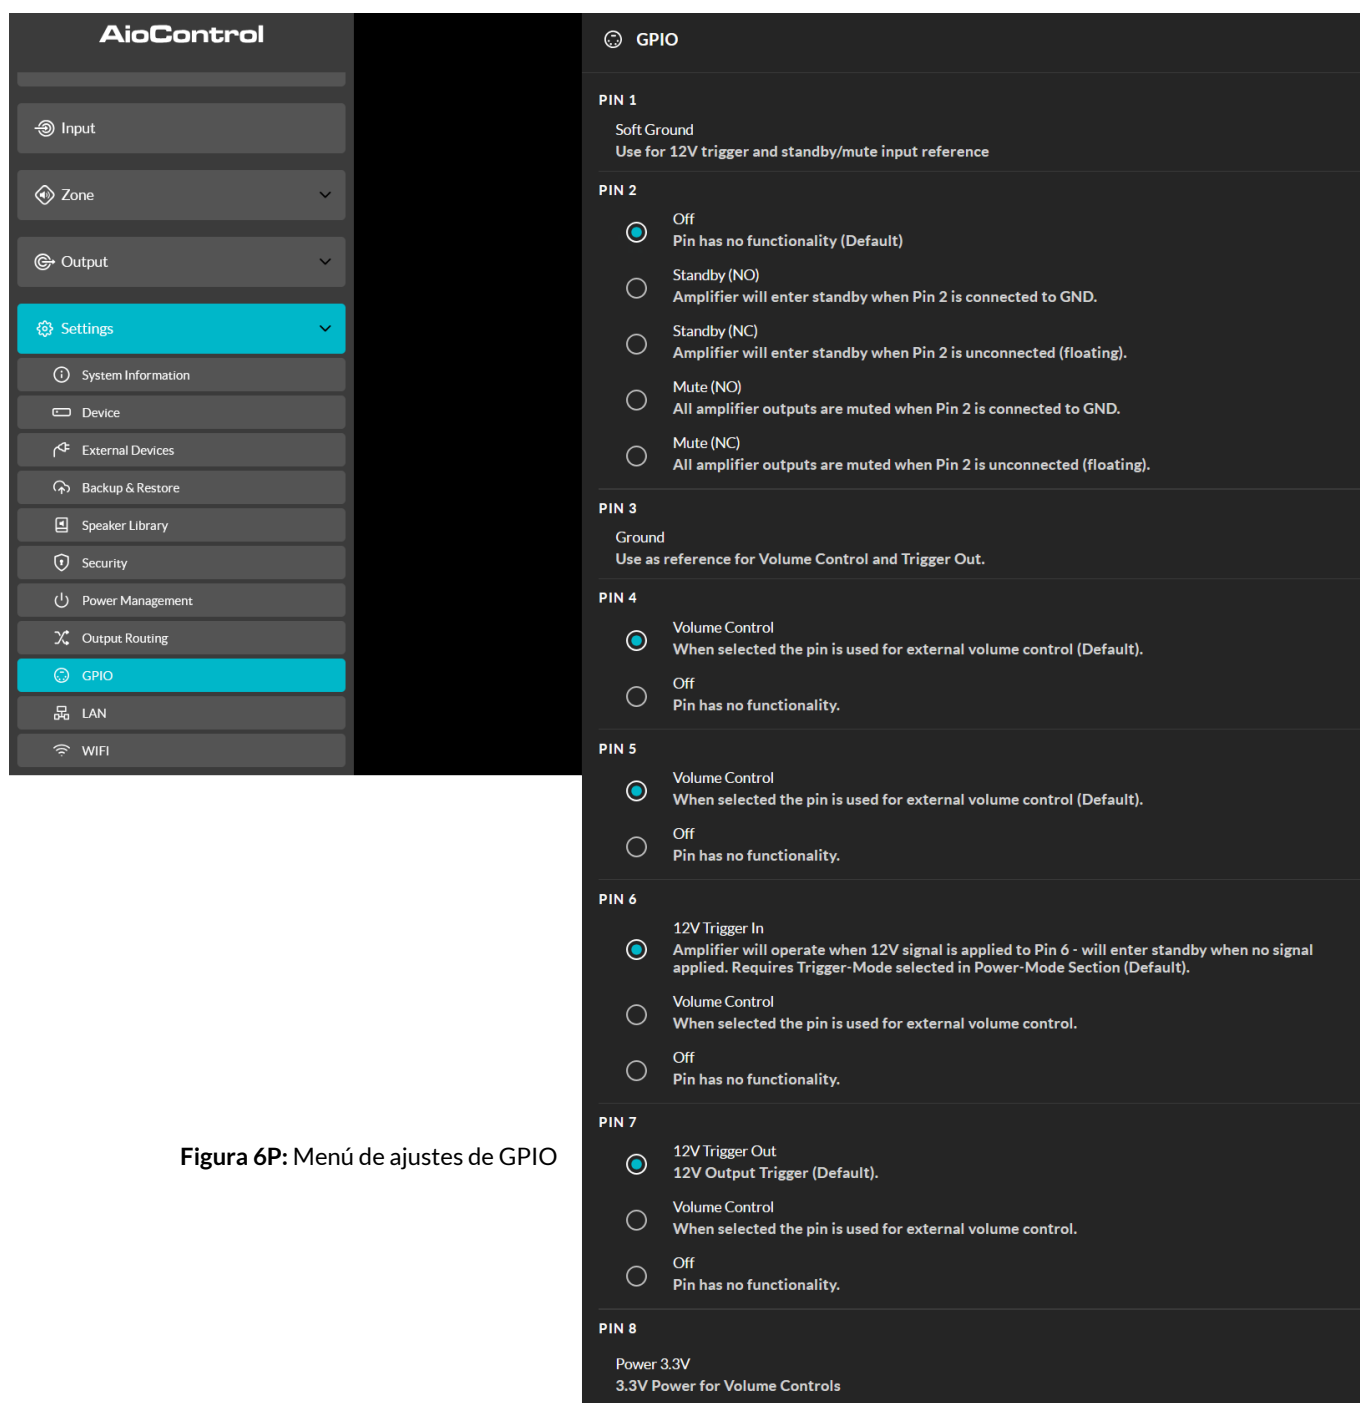 AioControl
Input
Zone
Output
Settings
System Information
Device
External Devices
Backup & Restore
Speaker Library
Security
Power Management
Output Routing
GPIO
LAN
WIFI
Figura 6P: Menú de ajustes de GPIO
GPIO
PIN 1
Soft Ground
Use for 12V trigger and standby/mute input reference
PIN 2
Off
Pin has no functionality (Default)
Standby (NO)
Amplifier will enter standby when Pin 2 is connected to GND.
Standby (NC)
Amplifier will enter standby when Pin 2 is unconnected (floating).
Mute (NO)
All amplifier outputs are muted when Pin 2 is connected to GND.
Mute (NC)
All amplifier outputs are muted when Pin 2 is unconnected (floating).
PIN 3
Ground
Use as reference for Volume Control and Trigger Out.
PIN 4
Volume Control
When selected the pin is used for external volume control (Default).
Off
Pin has no functionality.
PIN 5
Volume Control
When selected the pin is used for external volume control (Default).
Off
Pin has no functionality.
PIN 6
12V Trigger In
Amplifier will operate when 12V signal is applied to Pin 6 - will enter standby when no signal
applied. Requires Trigger-Mode selected in Power-Mode Section (Default).
Volume Control
When selected the pin is used for external volume control.
Off
Pin has no functionality.
PIN 7
12V Trigger Out
12V Output Trigger (Default).
Volume Control
When selected the pin is used for external volume control.
Off
Pin has no functionality.
PIN 8
Power 3.3V
3.3V Power for Volume Controls